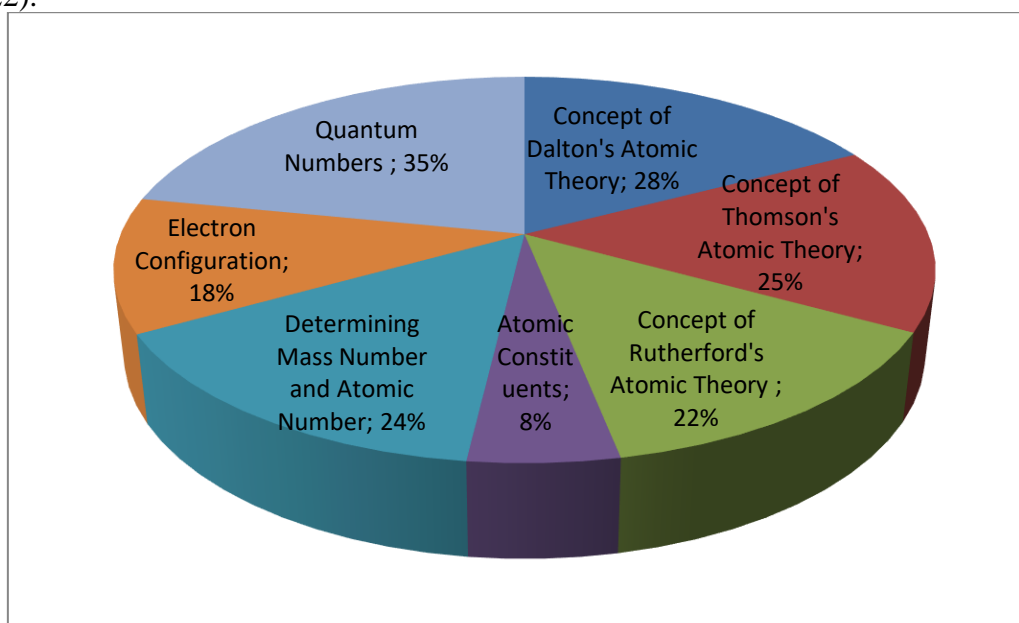 22).
Quantum
Numbers ; 35%
Concept of
Dalton's Atomic
Theory; 28%
Concept of
Thomson's
Atomic Theory;
25%
Concept of
Rutherford's
Atomic Theory ;
22%
Atomic
Constit
uents;
8%
Determining
Mass Number
and Atomic
Number; 24%
Electron
Configuration;
18%